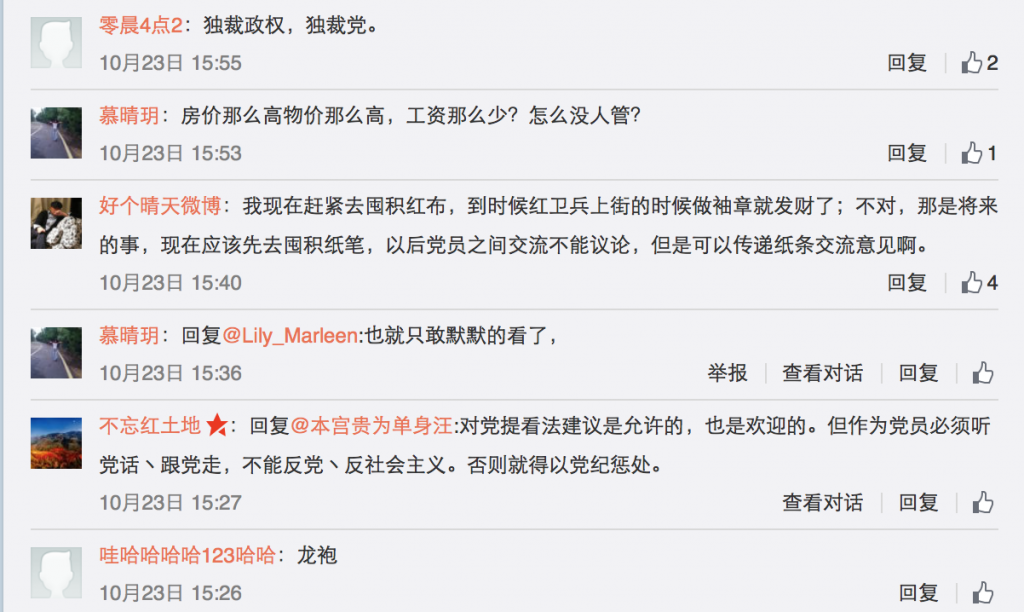 零晨4点2：独裁政权，独裁党。
10月23日 15:55 回复 2
慕晴玥：房价那么高物价那么高，工资那么少？怎么没人管？
10月23日 15:53 回复 1
好个晴天微博：我现在赶紧去囤积红布，到时候红卫兵上街的时候做袖章就发财了；不对，那是将来
的事，现在应该先去囤积纸笔，以后党员之间交流不能议论，但是可以传递纸条交流意见啊。
10月23日 15:40 回复 4
慕晴玥：回复@Lily_Marleen:也就只敢默默的看了，
10月23日 15:36 举报 查看对话 回复
不忘红土地：回复@本宫贵为单身汪:对党提看法建议是允许的，也是欢迎的。但作为党员必须听
党话丶跟党走，不能反党丶反社会主义。否则就得以党纪惩处。
10月23日 15:27 查看对话 回复
哇哈哈哈哈123哈哈：龙袍
10月23日 15:26 回复